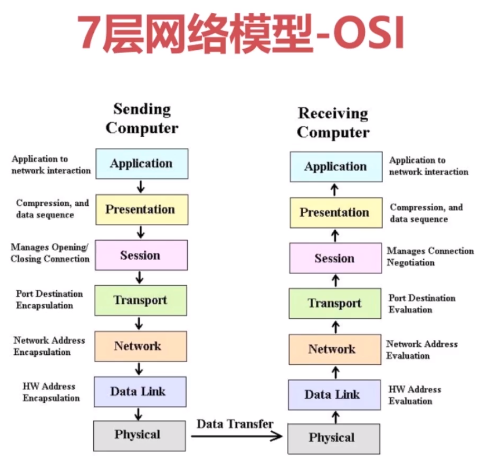 7层网络模型-OSI
Sending
Computer
Application to
network interaction
Application
Compression, and
data sequence
Presentation
Manages Opening/
Closing Connection
Session
Port Destination
Encapsulation
Transport
Network Address
Encapsulation
Network
HW Address
Encapsulation
Data Link
Physical
Data Transfer
Receiving
Computer
Application
Application to
network interaction
Presentation
Compression, and
data sequence
Session
Manages Connection
Negotiation
Transport
Port Destination
Evaluation
Network
Network Address
Evaluation
Data Link
HW Address
Evaluation
Physical